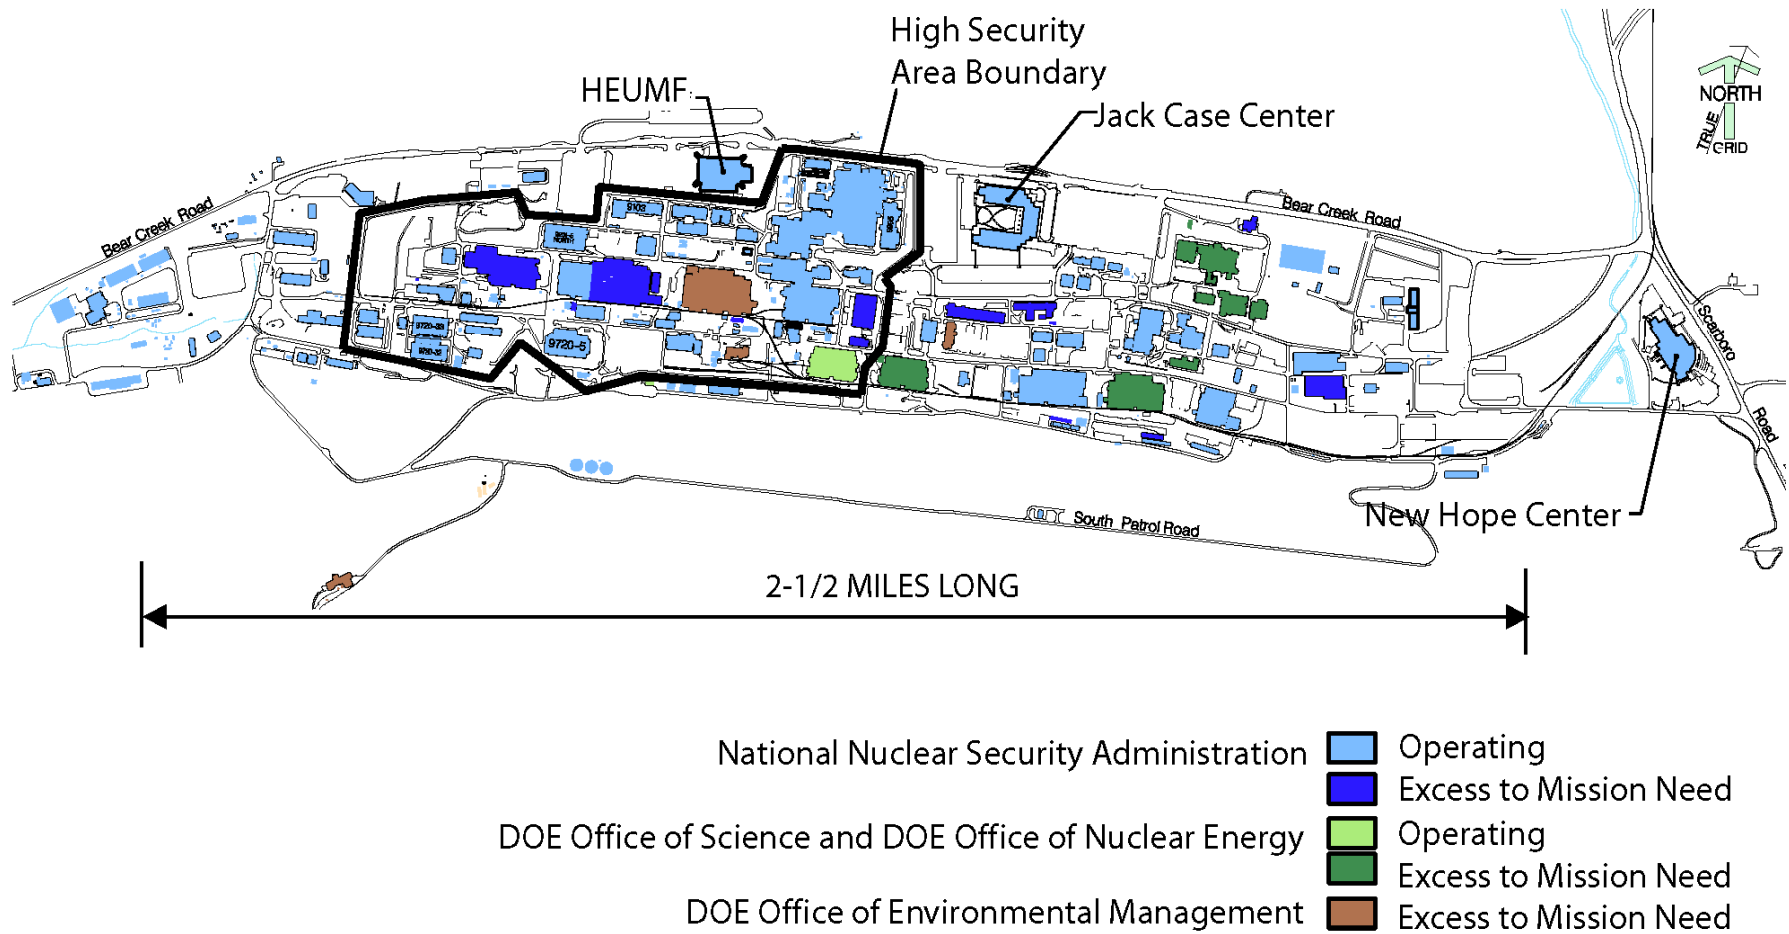 High Security
Area Boundary
HEUMF
Jack Case Center
NORTH
TRUE
GRID
Bear Creek Road
Bear Creek Road
9103
9720-5
9720-33
Scarboro
Road
South Patrol Road
New Hope Center
2-1/2 MILES LONG
National Nuclear Security Administration
Operating
Excess to Mission Need
DOE Office of Science and DOE Office of Nuclear Energy
Operating
Excess to Mission Need
DOE Office of Environmental Management
Excess to Mission Need